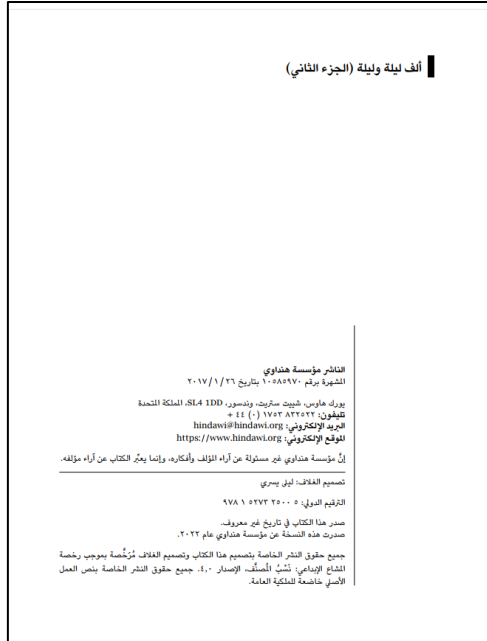 ألف ليلة وليلة (الجزء الثاني)
الناشر مؤسسة هنداوي
المشهرة برقم ١٠٥٨٥٩٧٠ بتاريخ ٢٦ / ١ / ٢٠١٧
يورك هاوس، شييت ستريت، وندسور، SL4 1DD، المملكة المتحدة
تليفون: ٨٣٢٥٢٢ ١٧٥٣ (٠) ٤٤ +
البريد الإلكتروني: hindawi@hindawi.org
الموقع الإلكتروني: https://www.hindawi.org
إنَّ مؤسسة هنداوي غير مسئولة عن آراء المؤلف وأفكاره، وإنما يعبِّر الكتاب عن آراء مؤلفه.
تصميم الغلاف: ليلى يسري
الترقيم الدولي: ٥ ٢٥٠٠ ٥٢٧٣ ١ ٩٧٨
صدر هذا الكتاب في تاريخ غير معروف.
صدرت هذه النسخة عن مؤسسة هنداوي عام ٢٠٢٢.
جميع حقوق النشر الخاصة بتصميم هذا الكتاب وتصميم الغلاف مُرَخَّصة بموجب رخصة
المشاع الإبداعي: نَسْبُ المُصنَّف، الإصدار ٤٫٠. جميع حقوق النشر الخاصة بنص العمل
الأصلي خاضعة للملكية العامة.